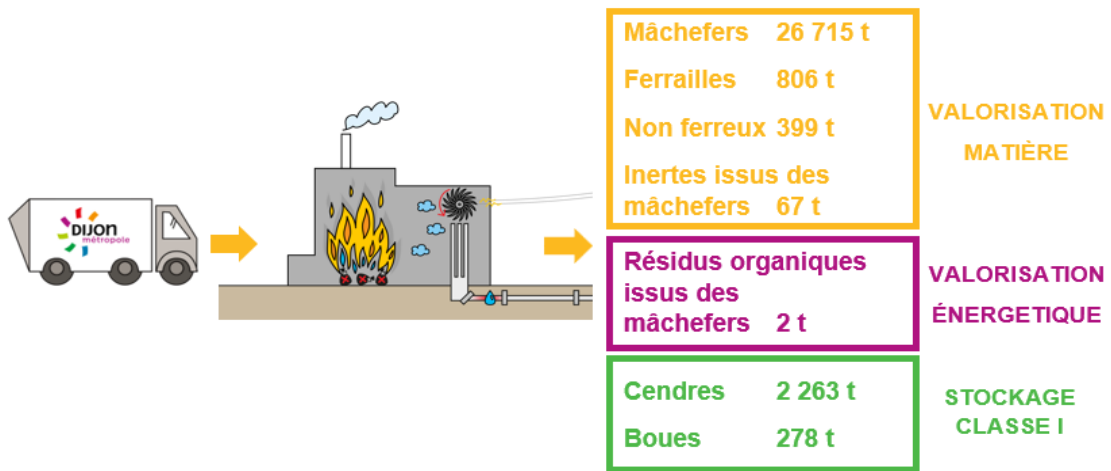 DIJON
métropole
Mâchefers 26 715 t
Ferrailles 806 t
Non ferreux 399 t
Inertes issus des
mâchefers 67 t
VALORISATION
MATIÈRE
Résidus organiques
issus des
mâchefers 2 t
VALORISATION
ÉNERGETIQUE
Cendres 2 263 t
Boues 278 t
STOCKAGE
CLASSE I